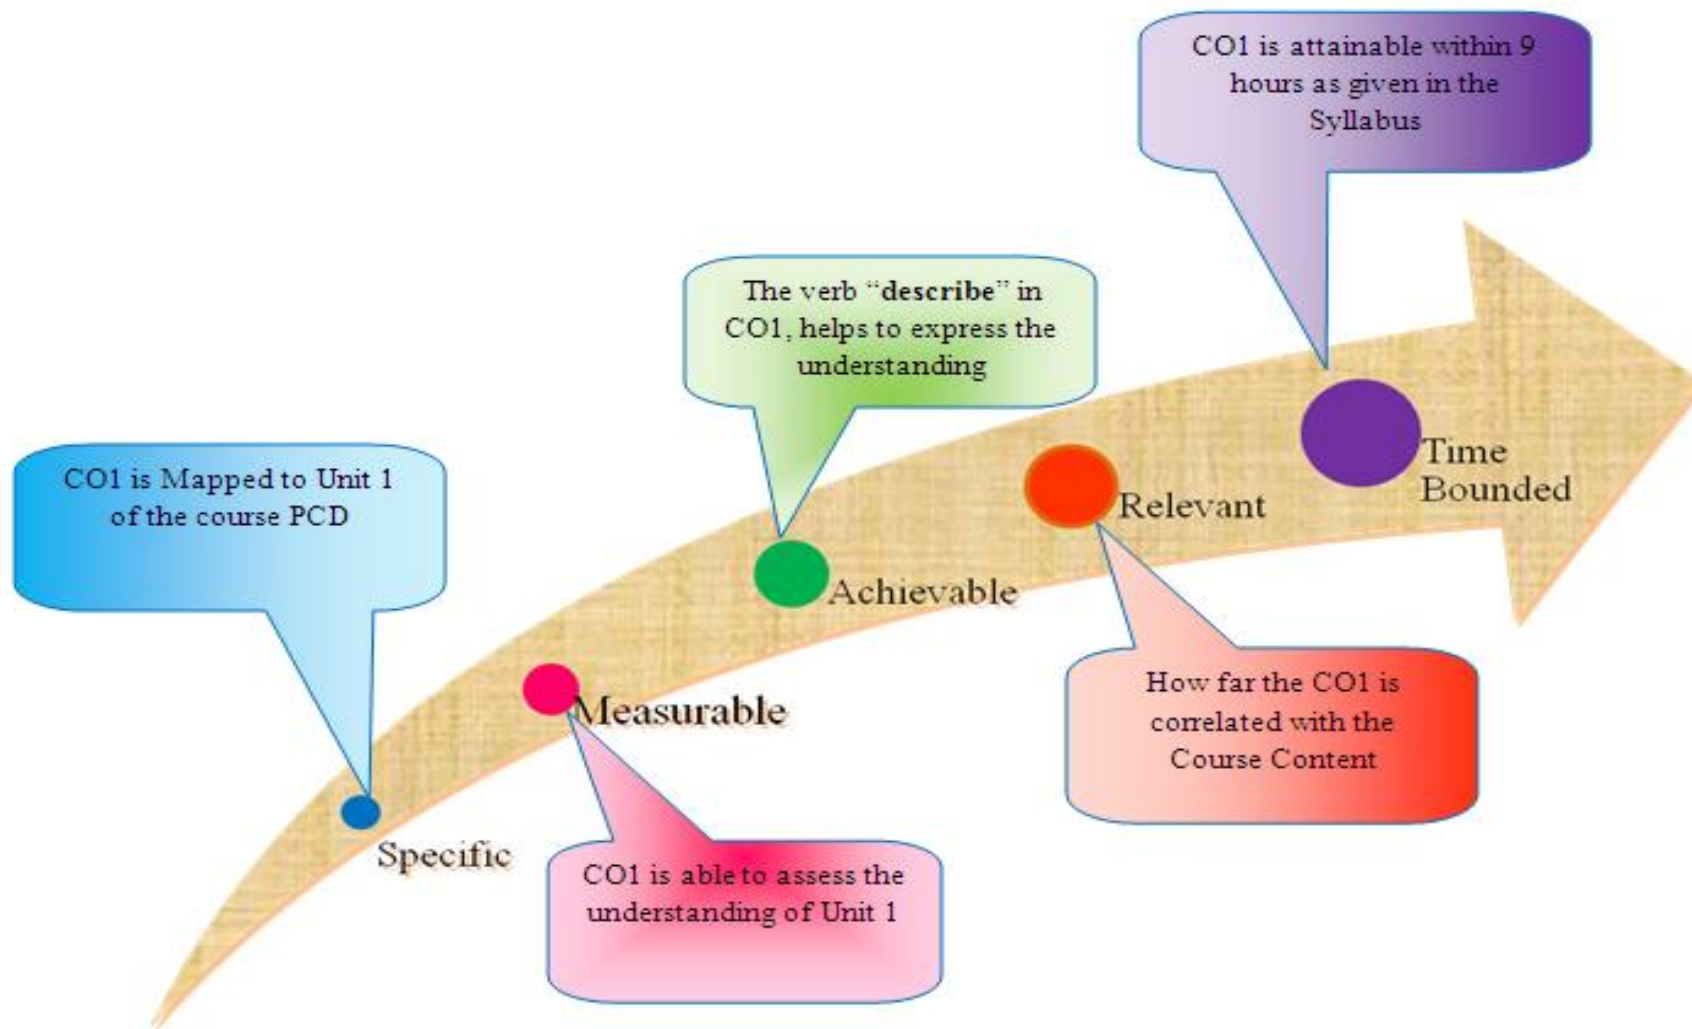 CO1 is attainable within 9
hours as given in the
Syllabus
The verb “describe” in
CO1, helps to express the
understanding
CO1 is Mapped to Unit 1
of the course PCD
Time
Bounded
Relevant
Achievable
Measurable
Specific
How far the CO1 is
correlated with the
Course Content
CO1 is able to assess the
understanding of Unit 1